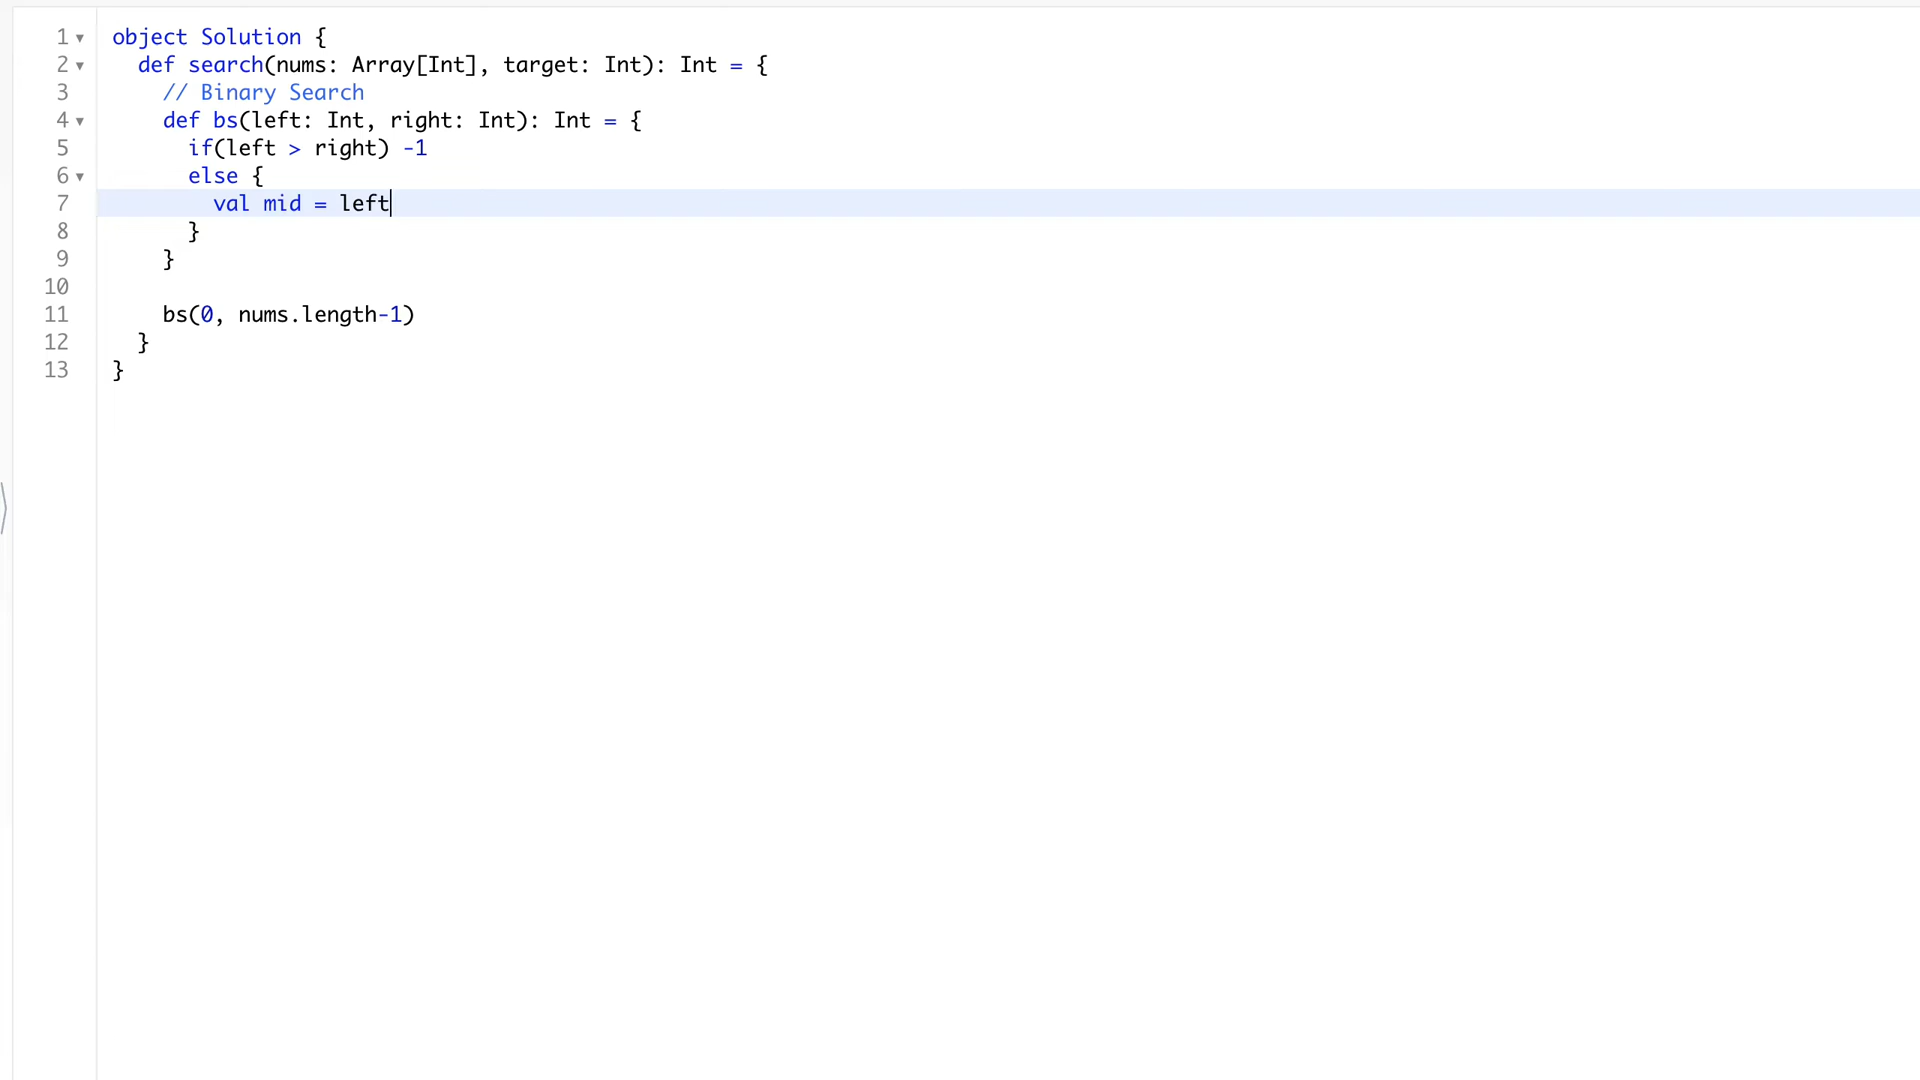 1 object Solution {
2 def search(nums: Array[Int], target: Int): Int = {
3 // Binary Search
4 def bs(left: Int, right: Int): Int = {
5 if(left > right) -1
6 else {
7 val mid = left
8 }
9 }
10
11 bs(0, nums.length-1)
12 }
13 }